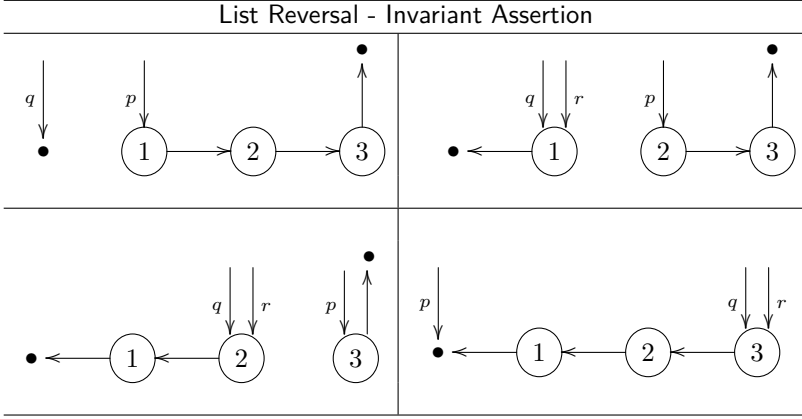 List Reversal - Invariant Assertion
q p 1 2 3
q r p 1 2 3
q r p 1 2 3
p q r 1 2 3